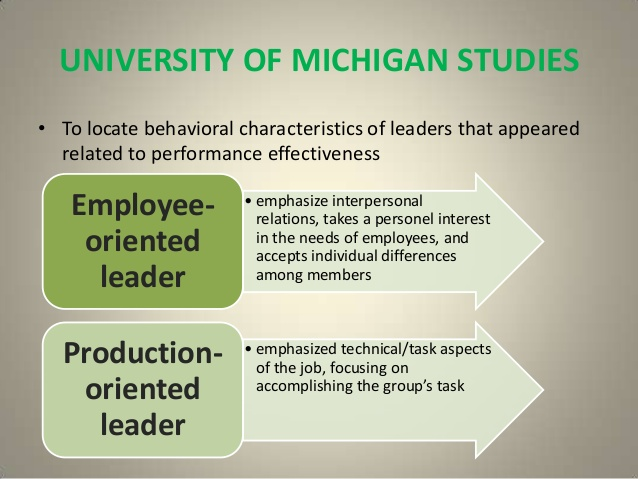 UNIVERSITY OF MICHIGAN STUDIES
• To locate behavioral characteristics of leaders that appeared
related to performance effectiveness
Employee-
oriented
leader
• emphasize interpersonal
relations, takes a personel interest
in the needs of employees, and
accepts individual differences
among members
Production-
oriented
leader
• emphasized technical/task aspects
of the job, focusing on
accomplishing the group's task